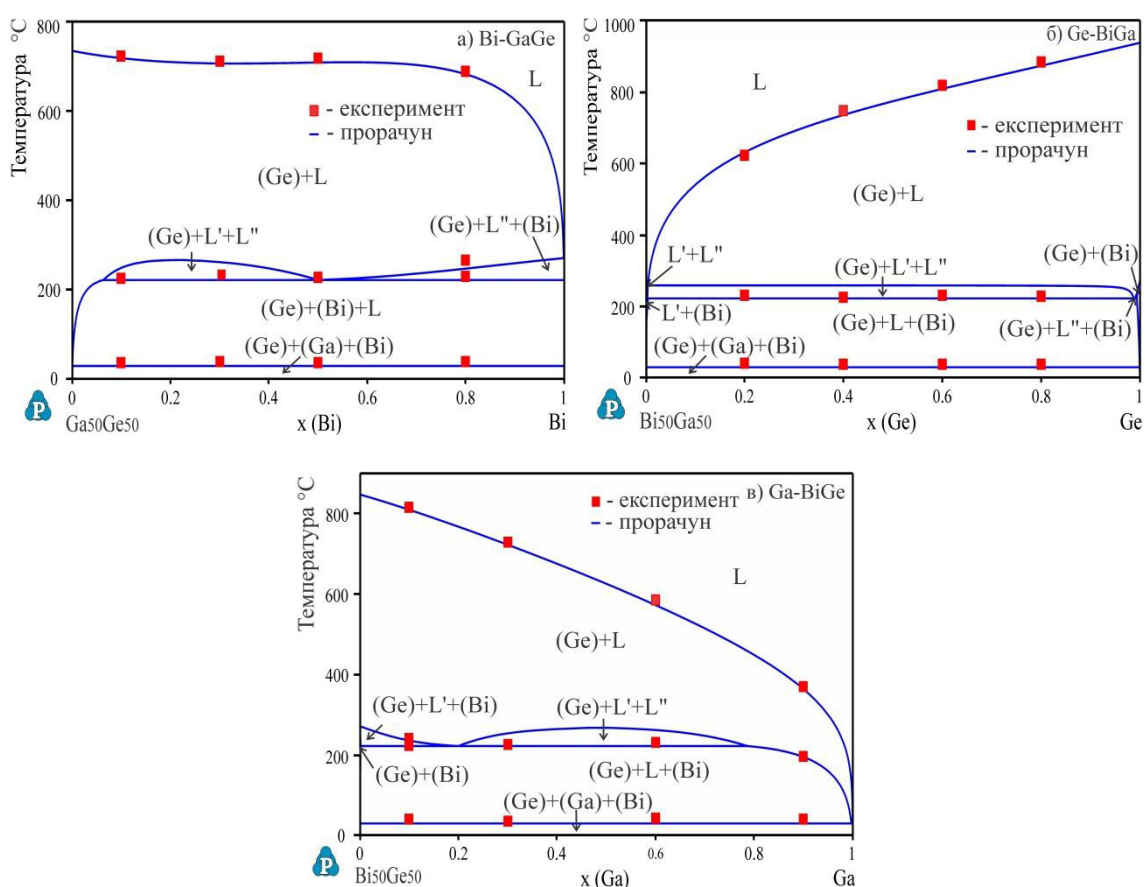 а) Bi-GaGe
Температура °C
800
600
400
200
0
L
- експеримент
- прорачун
(Ge)+L
(Ge)+L'+L"
(Ge)+L"+(Bi)
(Ge)+(Bi)+L
(Ge)+(Ga)+(Bi)
0
0.2
0.4
0.6
0.8
1
P
Ga50Ge50
x (Bi)
Bi
б) Ge-BiGa
Температура °C
1000
800
600
400
200
0
L
- експеримент
- прорачун
(Ge)+L
L'+L"
(Ge)+L'+L"
(Ge)+(Bi)
L'+(Bi)
(Ge)+L+(Bi)
(Ge)+L"+(Bi)
(Ge)+(Ga)+(Bi)
0
0.2
0.4
0.6
0.8
1
P
Bi50Ga50
x (Ge)
Ge
в) Ga-BiGe
Температура °C
800
600
400
200
0
- експеримент
- прорачун
L
(Ge)+L
(Ge)+L'+(Bi)
(Ge)+L'+L"
(Ge)+(Bi)
(Ge)+L+(Bi)
(Ge)+(Ga)+(Bi)
0
0.2
0.4
0.6
0.8
1
P
Bi50Ge50
x (Ga)
Ga